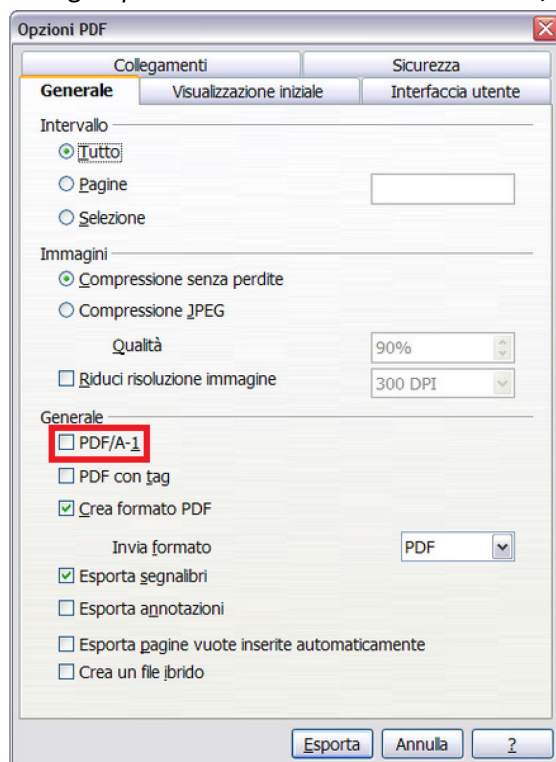 Opzioni PDF
Collegamenti Sicurezza
Generale Visualizzazione iniziale Interfaccia utente
Intervallo
Tutto
Pagine
Selezione
Immagini
Compressione senza perdite
Compressione JPEG
Qualità 90%
Riduci risoluzione immagine 300 DPI
Generale
PDF/A-1
PDF con tag
Crea formato PDF
Invia formato PDF
Esporta segnalibri
Esporta annotazioni
Esporta pagine vuote inserite automaticamente
Crea un file ibrido
Esporta Annulla ?